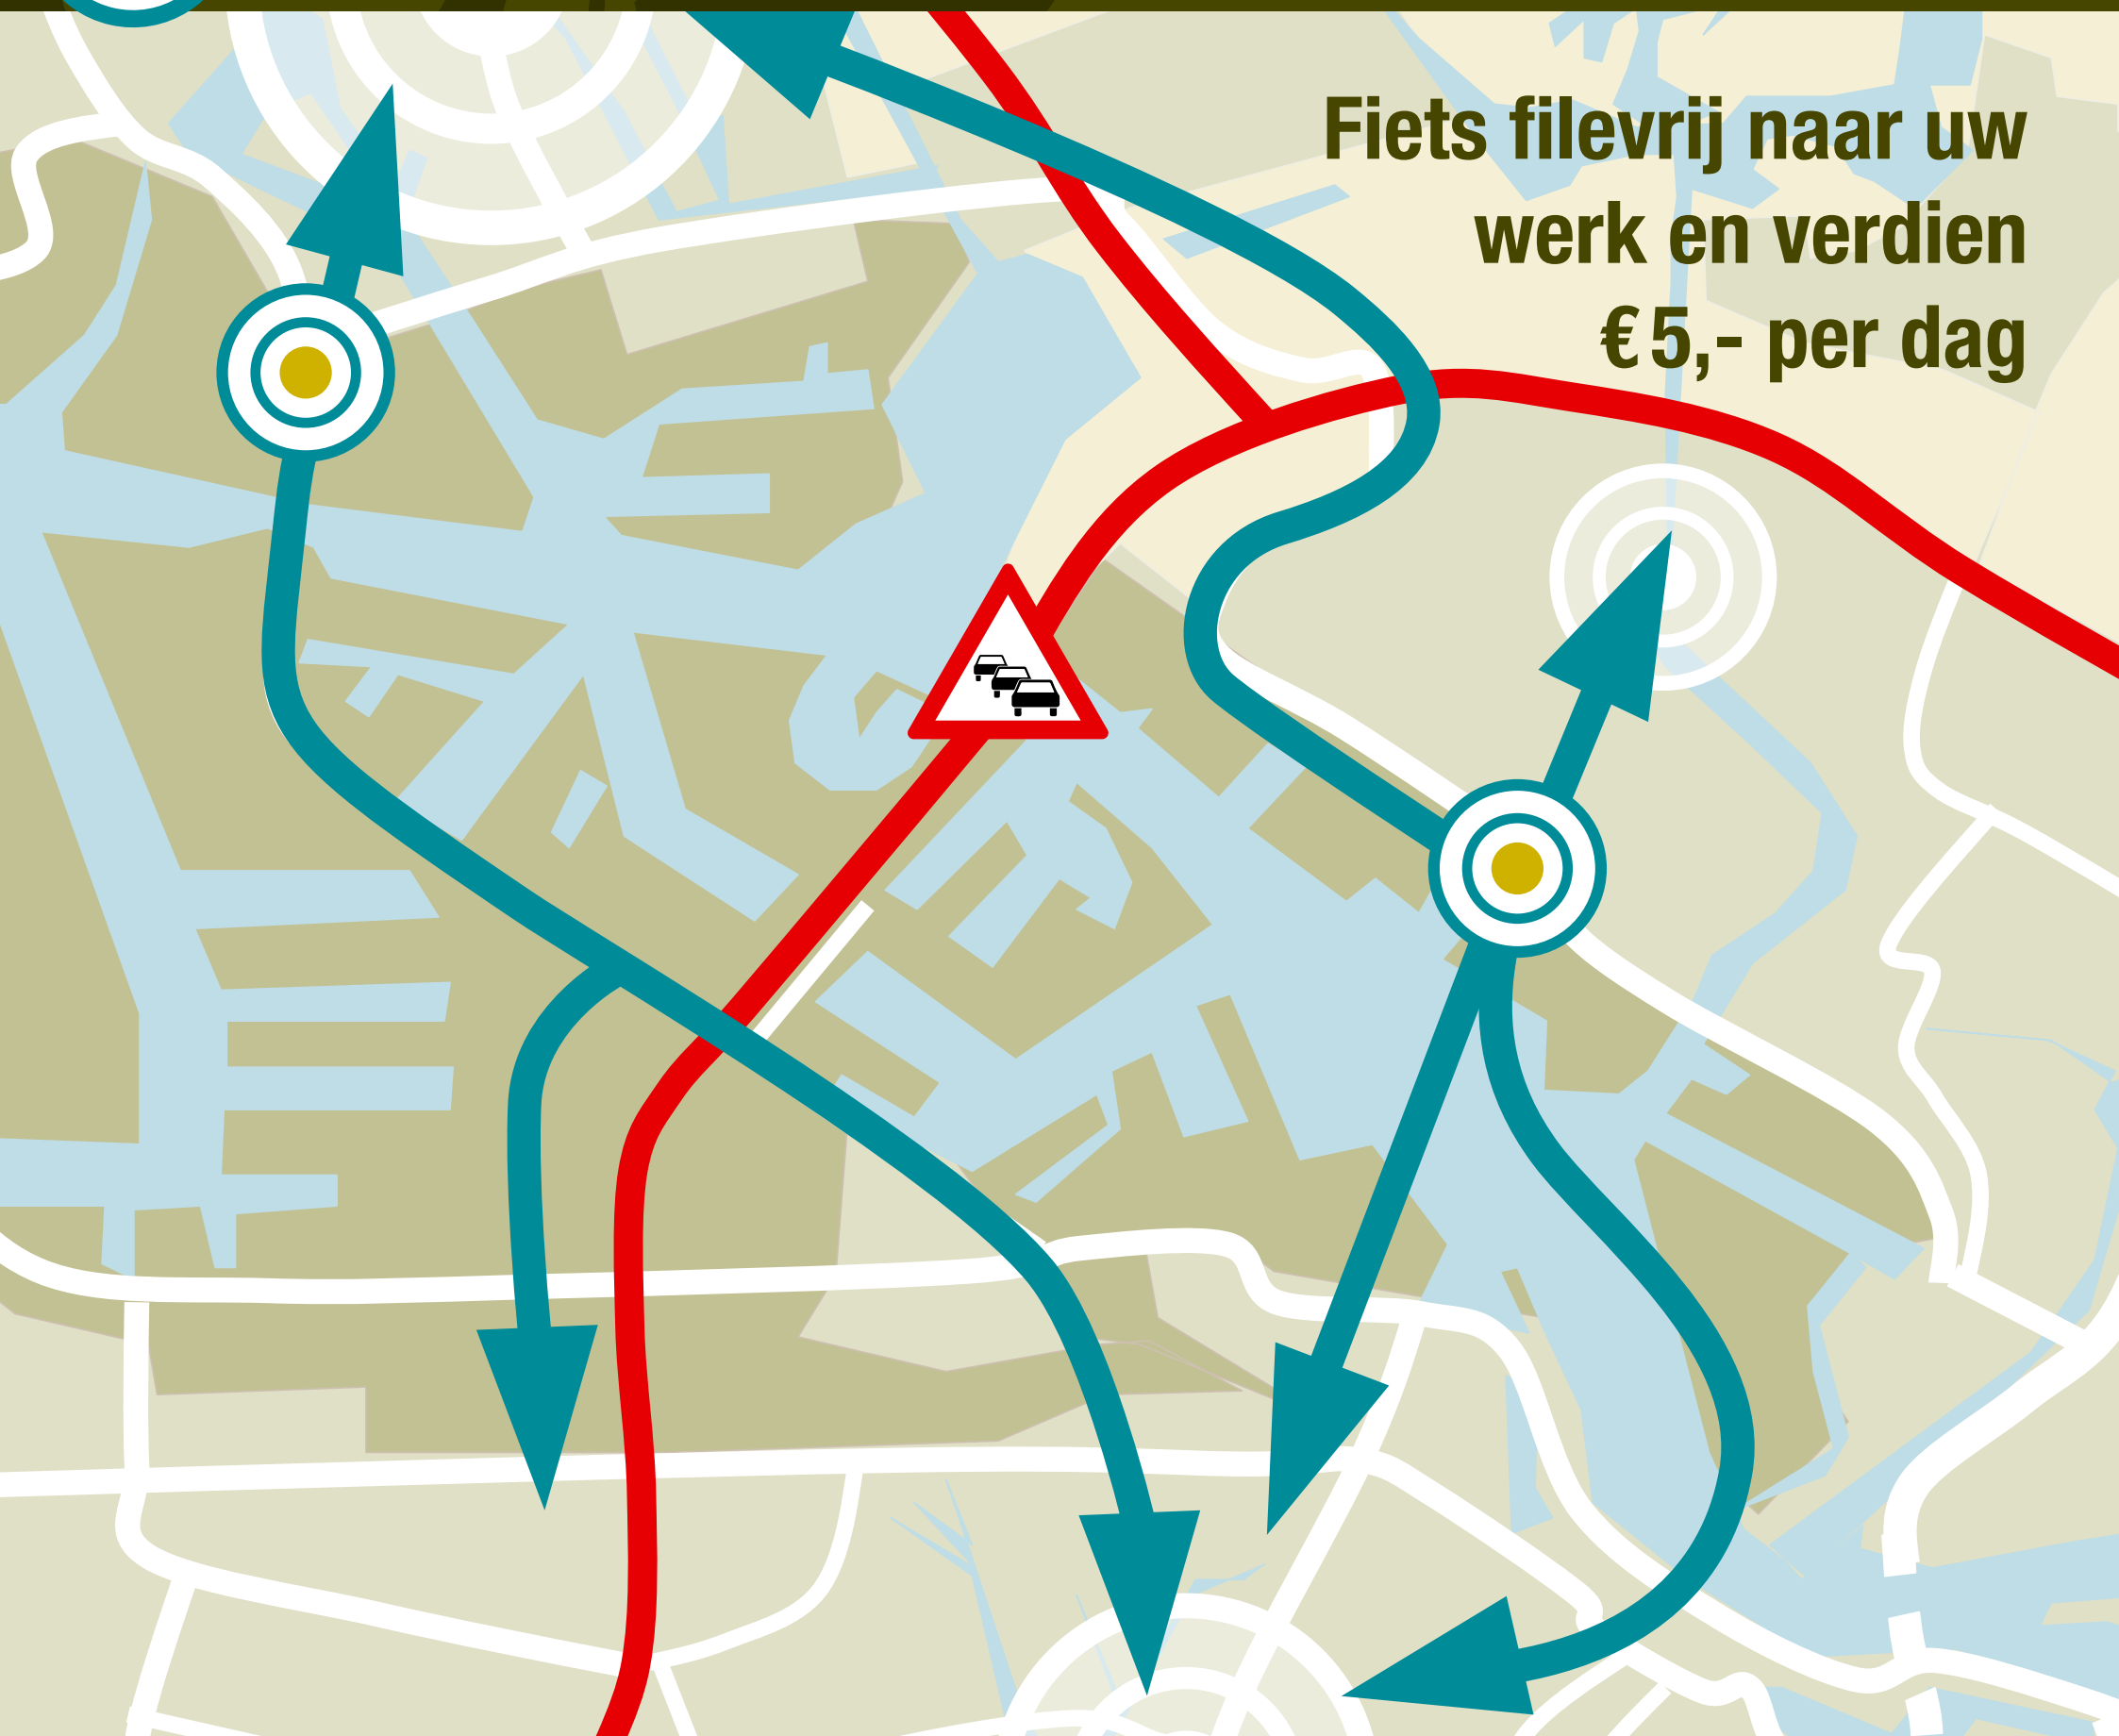 Fiets filevrij naar uw
werk en verdien
€ 5,- per dag